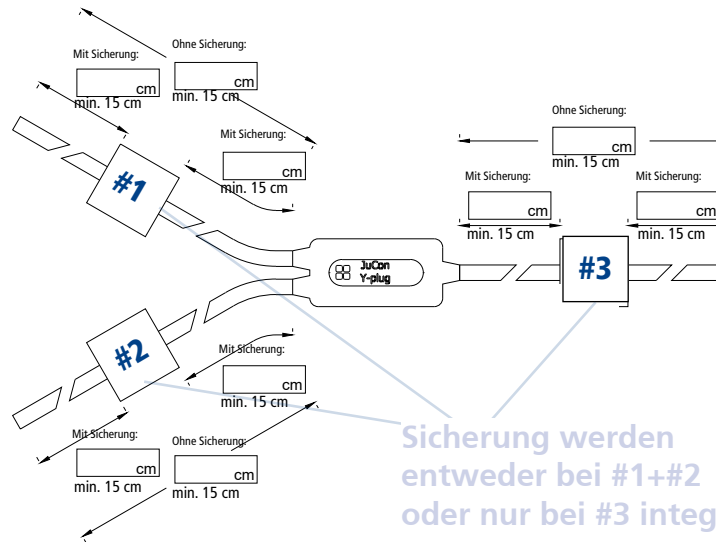 Mit Sicherung:
cm
min. 15 cm
Ohne Sicherung:
cm
min. 15 cm
Mit Sicherung:
cm
min. 15 cm
#1
Ohne Sicherung:
cm
min. 15 cm
Mit Sicherung:
cm
min. 15 cm
Mit Sicherung:
cm
min. 15 cm
JuCon
Y-plug
#3
#2
Mit Sicherung:
cm
min. 15 cm
Mit Sicherung:
cm
min. 15 cm
Ohne Sicherung:
cm
min. 15 cm
Sicherung werden
entweder bei #1+#2
oder nur bei #3 integ